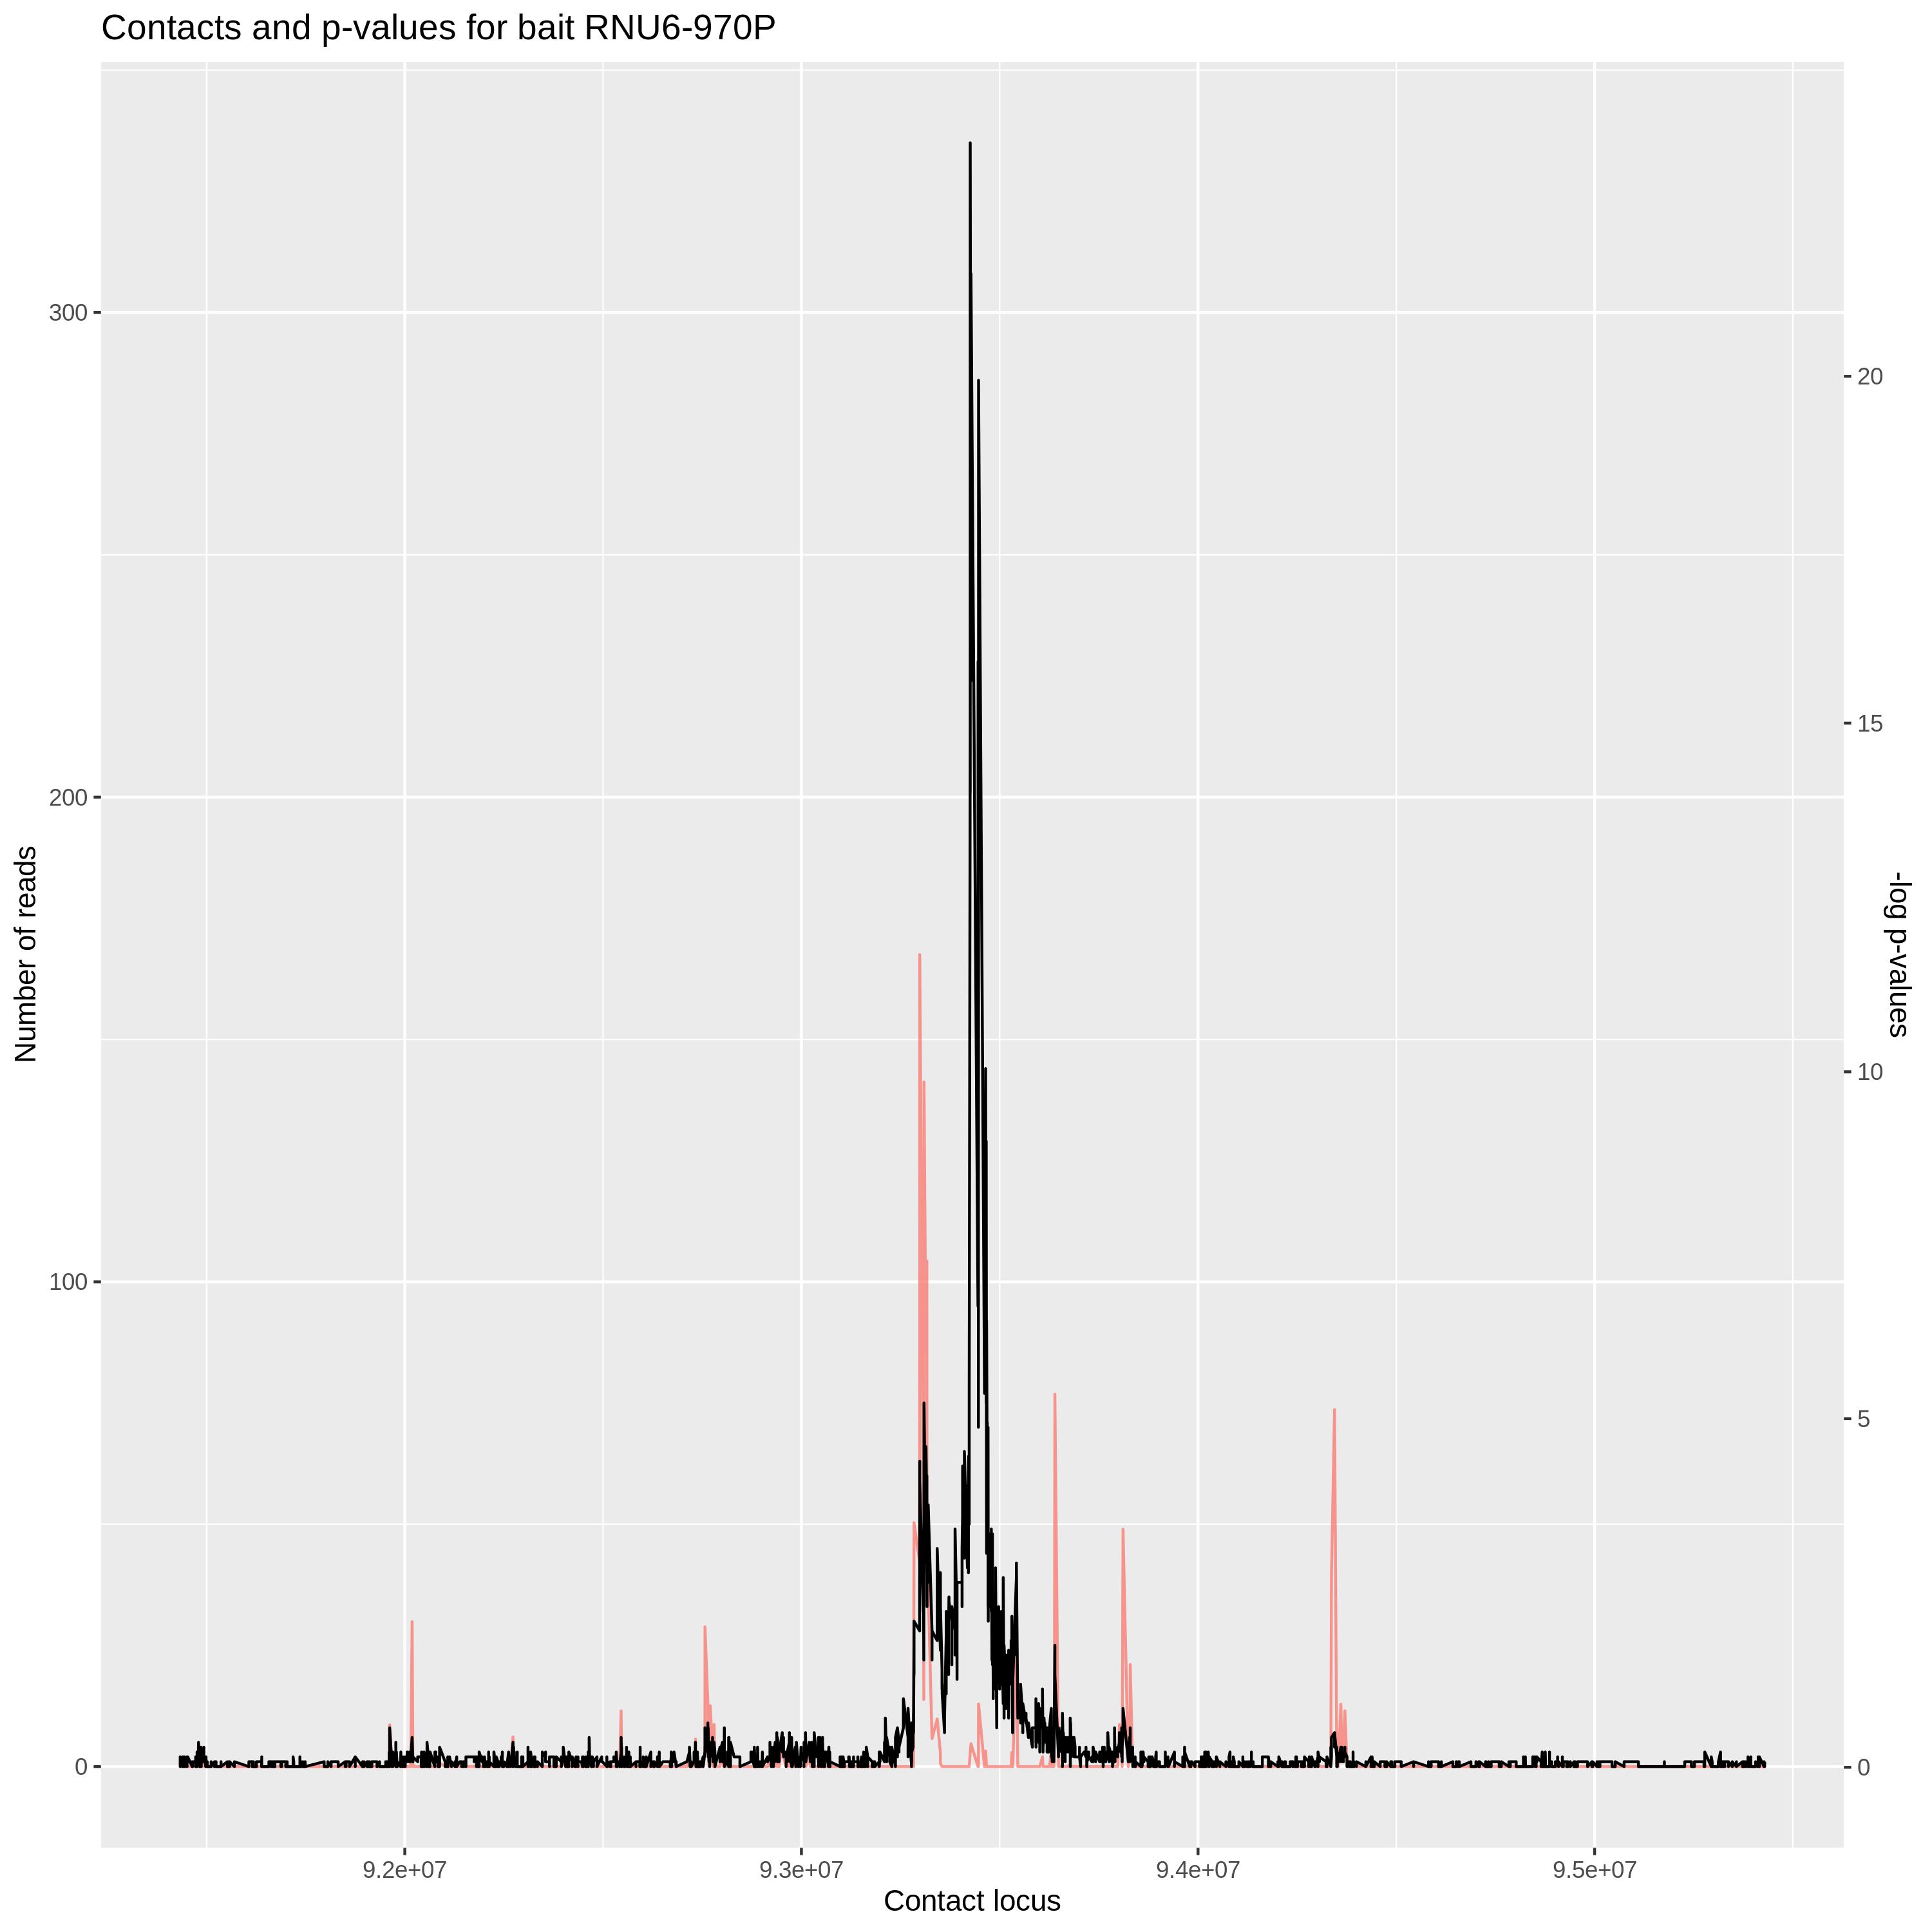 Contacts and p-values for bait RNU6-970P
300
200
100
0
Number of reads
20
15
10
5
0
-log p-values
9.2e+07
9.3e+07
9.4e+07
9.5e+07
Contact locus